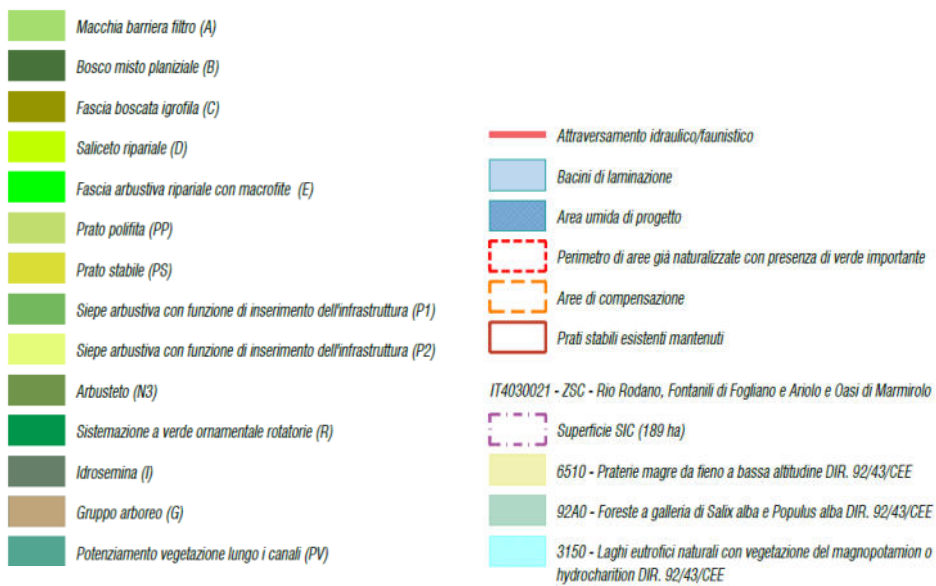 Macchia barriera filtro (A)
Bosco misto planiziale (B)
Fascia boscata igrofila (C)
Saliceto ripariale (D)
Fascia arbustiva ripariale con macrofite (E)
Prato polifita (PP)
Prato stabile (PS)
Siepe arbustiva con funzione di inserimento dell'infrastruttura (P1)
Siepe arbustiva con funzione di inserimento dell'infrastruttura (P2)
Arbusteto (N3)
Sistemazione a verde ornamentale rotatorie (R)
Idrosemina (I)
Gruppo arboreo (G)
Potenziamento vegetazione lungo i canali (PV)
Attraversamento idraulico/faunistico
Bacini di laminazione
Area umida di progetto
Perimetro di aree già naturalizzate con presenza di verde importante
Aree di compensazione
Prati stabili esistenti mantenuti
IT4030021 - ZSC - Rio Rodano, Fontanili di Fogliano e Ariolo e Oasi di Marmirolo
Superficie SIC (189 ha)
6510 - Praterie magre da fieno a bassa altitudine DIR. 92/43/CEE
92A0 - Foreste a galleria di Salix alba e Populus alba DIR. 92/43/CEE
3150 - Laghi eutrofici naturali con vegetazione del magnopotamion o
hydrocharition DIR. 92/43/CEE